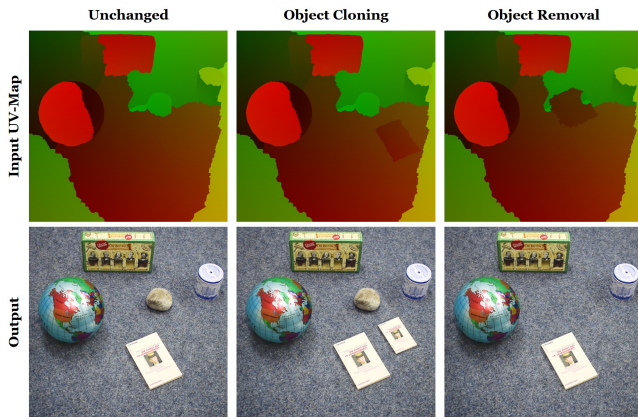 Unchanged
Object Cloning
Object Removal
Input UV-Map
Output